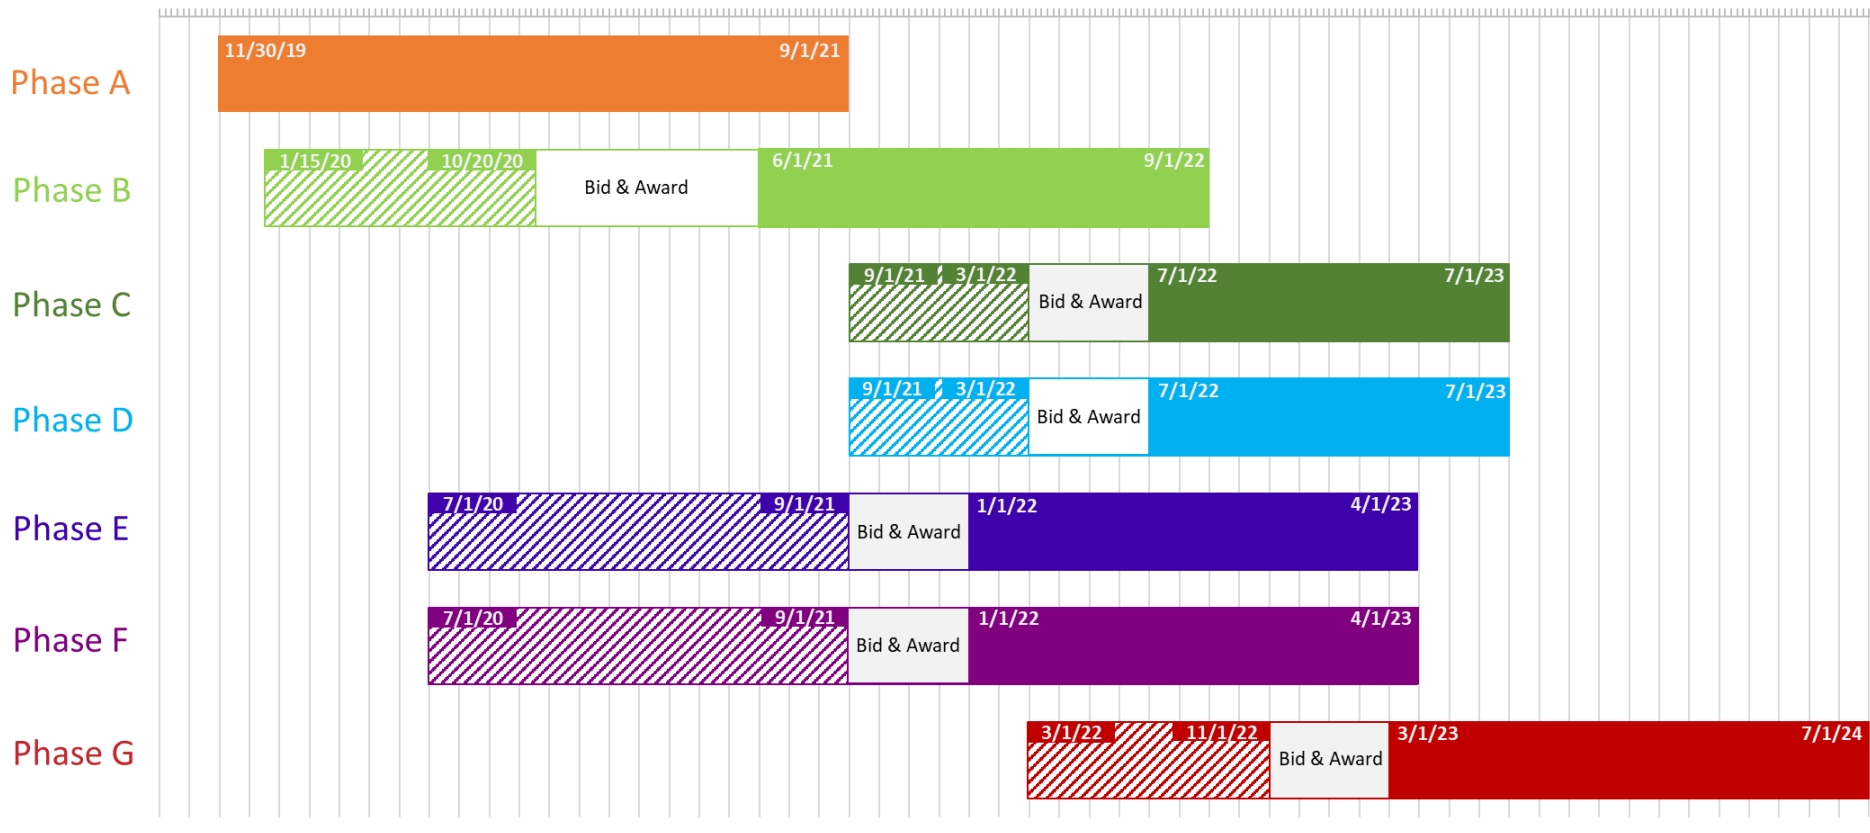 Phase A
11/30/19 9/1/21
Phase B
1/15/20 10/20/20 Bid & Award 6/1/21 9/1/22
Phase C
9/1/21 3/1/22 Bid & Award 7/1/22 7/1/23
Phase D
9/1/21 3/1/22 Bid & Award 7/1/22 7/1/23
Phase E
7/1/20 9/1/21 Bid & Award 1/1/22 4/1/23
Phase F
7/1/20 9/1/21 Bid & Award 1/1/22 4/1/23
Phase G
3/1/22 11/1/22 Bid & Award 3/1/23 7/1/24